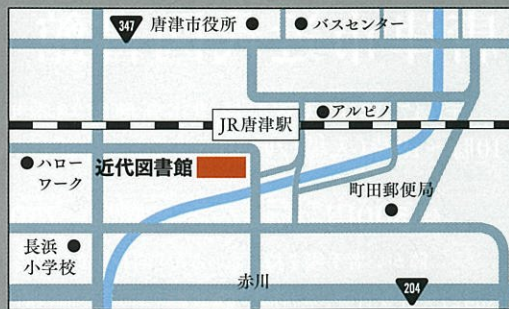 347
唐津市役所
バスセンター
アルピノ
JR唐津駅
ハロー
ワーク
近代図書館
町田郵便局
長浜
小学校
赤川
204